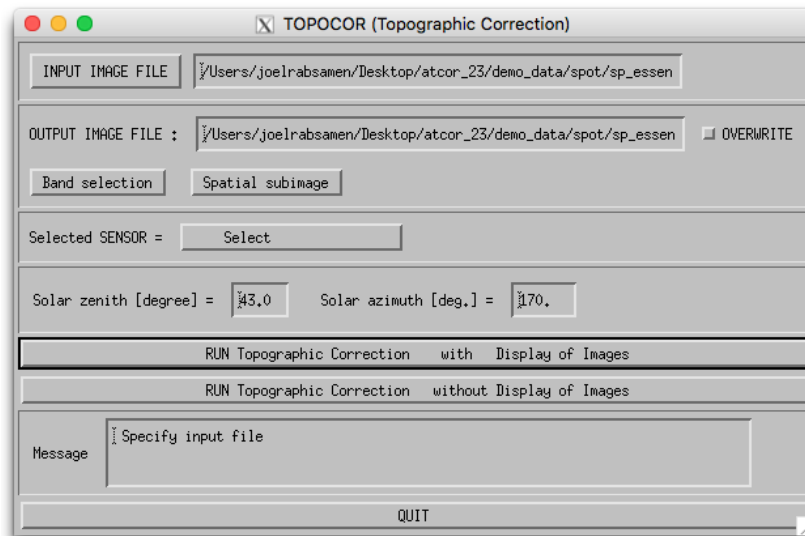 TOPOCOR (Topographic Correction)
INPUT IMAGE FILE /Users/joelrabsamen/Desktop/atcor_23/demo_data/spot/sp_essen
OUTPUT IMAGE FILE : /Users/joelrabsamen/Desktop/atcor_23/demo_data/spot/sp_essen OVERWRITE
Band selection Spatial subimage
Selected SENSOR = Select
Solar zenith [degree] = 43.0 Solar azimuth [deg.] = 170.
RUN Topographic Correction with Display of Images
RUN Topographic Correction without Display of Images
Message Specify input file
QUIT